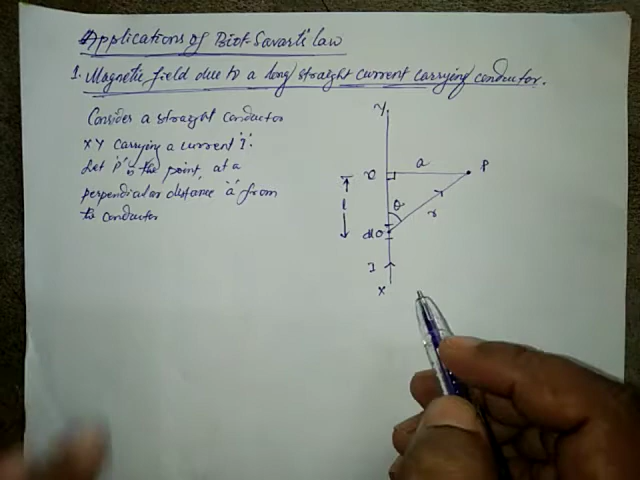 Applications of Biot-Savart's law
1. Magnetic field due to a long straight current carrying conductor.
Consider a straight conductor
XY carrying a current 'I'.
Let 'P' is the point, at a
perpendicular distance 'a' from
the conductor
Y
O
a
P
l
θ
r
I
X